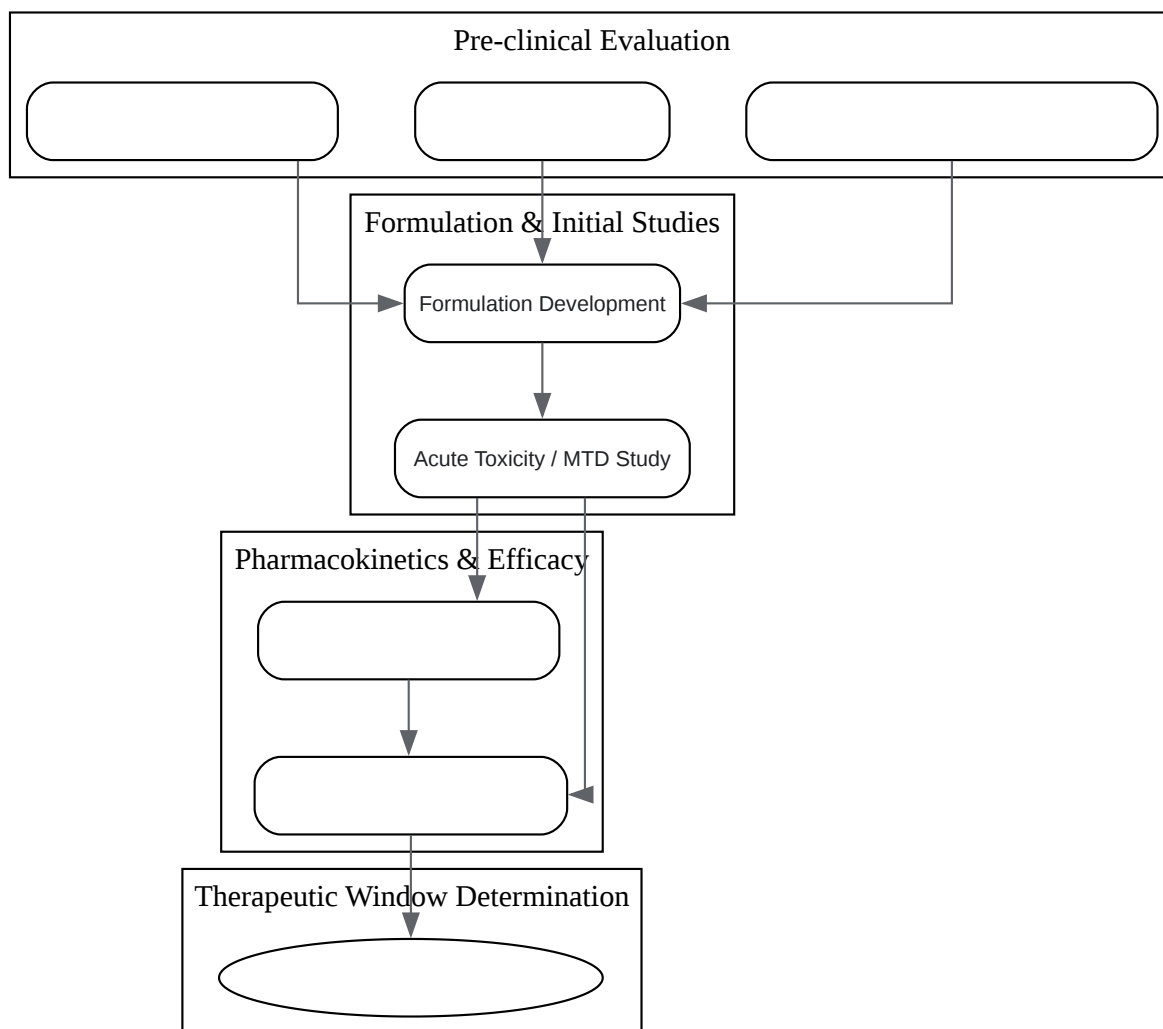 Pre-clinical Evaluation
Formulation & Initial Studies
Formulation Development
Acute Toxicity / MTD Study
Pharmacokinetics & Efficacy
Therapeutic Window Determination